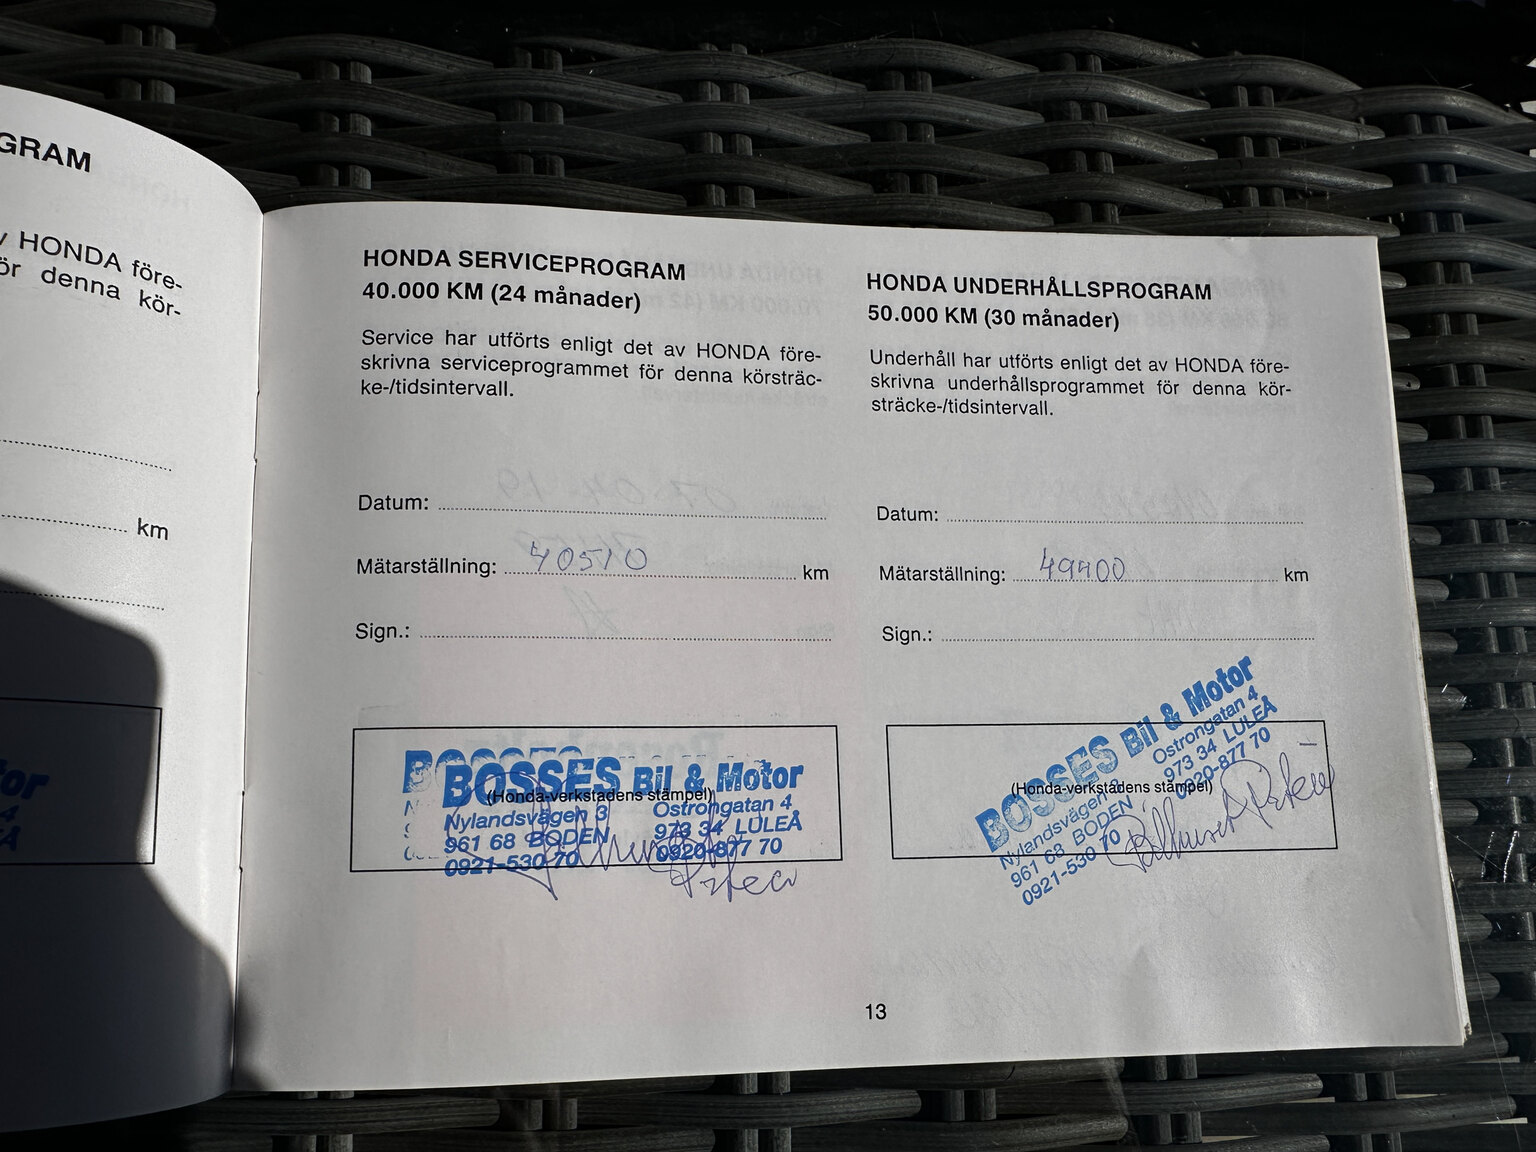 GRAM
HONDA före-
ör denna kör-
km
HONDA SERVICEPROGRAM
40.000 KM (24 månader)
Service har utförts enligt det av HONDA före-
skrivna serviceprogrammet för denna körsträc-
ke-/tidsintervall.
Datum:
Mätarställning: 40510 km
Sign.:
BOSSES Bil & Motor
(Honda-verkstadens stämpel)
Nylandsvägen 3 Ostrongatan 4
961 68 BODEN 973 34 LULEÅ
0921-530 70 0920-877 70
HONDA UNDERHÅLLSPROGRAM
50.000 KM (30 månader)
Underhåll har utförts enligt det av HONDA före-
skrivna underhållsprogrammet för denna kör-
sträcke-/tidsintervall.
Datum:
Mätarställning: 49900 km
Sign.:
BOSSES Bil & Motor
(Honda-verkstadens stämpel)
Nylandsvägen Ostrongatan 4
961 68 BODEN 973 34 LULEÅ
0921-530 70 0920-877 70
13